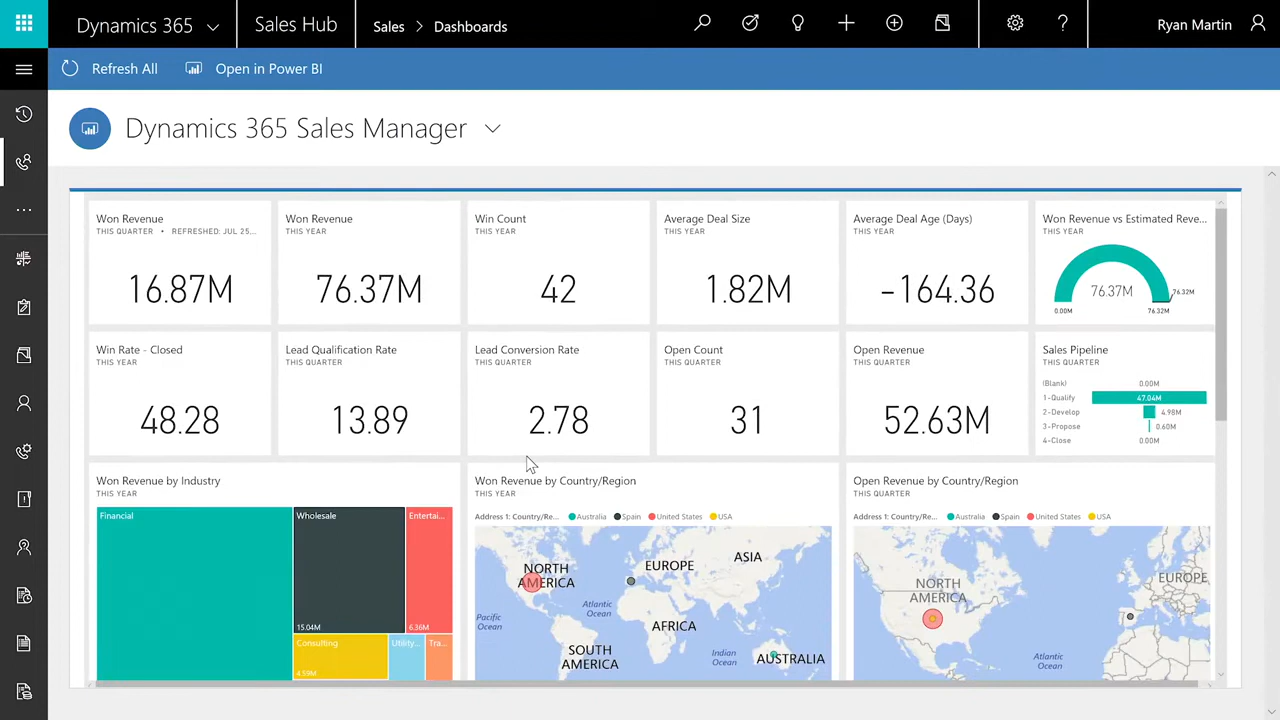 Dynamics 365
Sales Hub
Sales > Dashboards
Ryan Martin
Refresh All
Open in Power BI
Dynamics 365 Sales Manager
Won Revenue
THIS QUARTER • REFRESHED: JUL 25,...
16.87M
Won Revenue
THIS YEAR
76.37M
Win Count
THIS YEAR
42
Average Deal Size
THIS YEAR
1.82M
Average Deal Age (Days)
THIS YEAR
-164.36
Won Revenue vs Estimated Reve...
THIS YEAR
76.37M
76.32M
0.00M
76.32M
Win Rate - Closed
THIS YEAR
48.28
Lead Qualification Rate
THIS QUARTER
13.89
Lead Conversion Rate
THIS QUARTER
2.78
Open Count
THIS QUARTER
31
Open Revenue
THIS QUARTER
52.63M
Sales Pipeline
THIS QUARTER
(Blank) 0.00M
1-Qualify 47.04M
2-Develop 4.98M
3-Propose 0.60M
4-Close 0.00M
Won Revenue by Industry
THIS YEAR
Financial
Wholesale
15.04M
Entertai...
6.36M
Consulting
4.59M
Utility...
Tra...
Won Revenue by Country/Region
THIS YEAR
Address 1: Country/Re... Australia Spain United States USA
NORTH
AMERICA
EUROPE
ASIA
Pacific
Ocean
Atlantic
Ocean
AFRICA
SOUTH
AMERICA
Indian
Ocean
AUSTRALIA
Open Revenue by Country/Region
THIS QUARTER
Address 1: Country/Re... Australia Spain United States USA
NORTH
AMERICA
EUROPE
Atlantic
Ocean